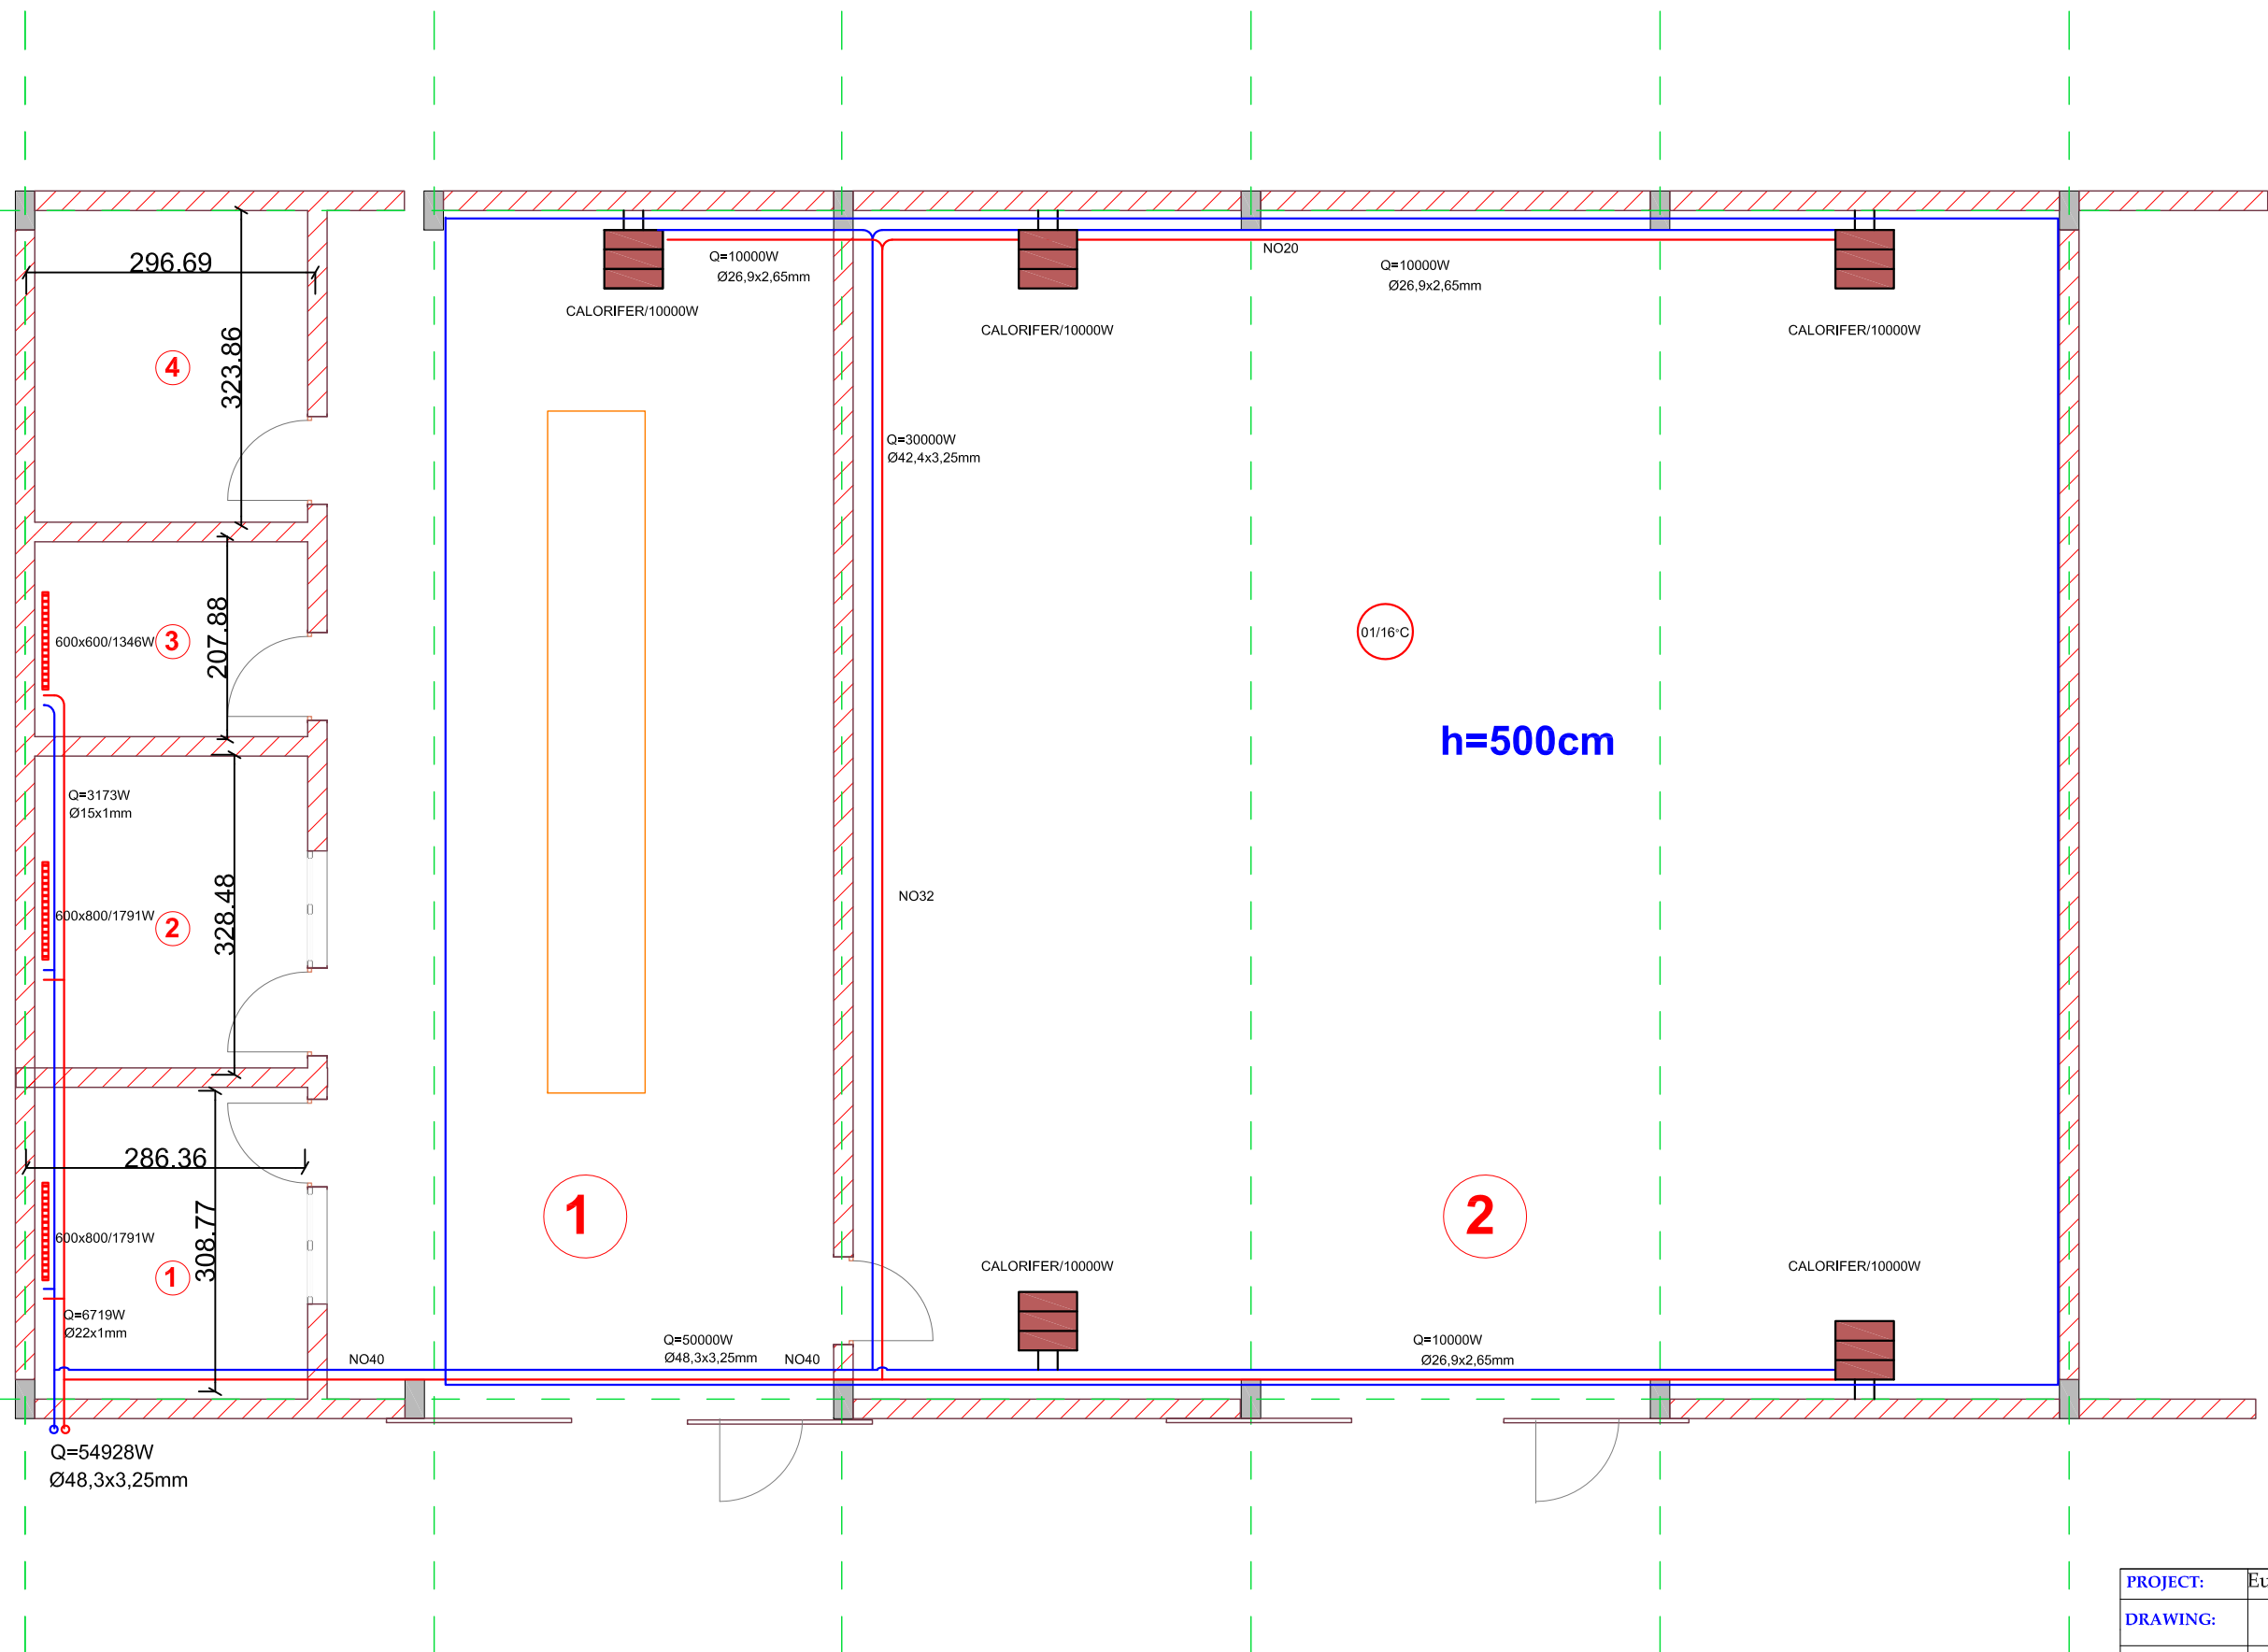 296.69
323.86
4
Q=10000W
Ø26,9x2,65mm
CALORIFER/10000W
NO20
Q=10000W
Ø26,9x2,65mm
CALORIFER/10000W
CALORIFER/10000W
Q=30000W
Ø42,4x3,25mm
207.88
600x600/1346W
3
01/16°C
h=500cm
Q=3173W
Ø15x1mm
328.48
600x800/1791W
2
NO32
286.36
308.77
600x800/1791W
1
1
2
CALORIFER/10000W
CALORIFER/10000W
Q=6719W
Ø22x1mm
NO40
Q=50000W
Ø48,3x3,25mm
NO40
Q=10000W
Ø26,9x2,65mm
Q=54928W
Ø48,3x3,25mm
PROJECT:
DRAWING: